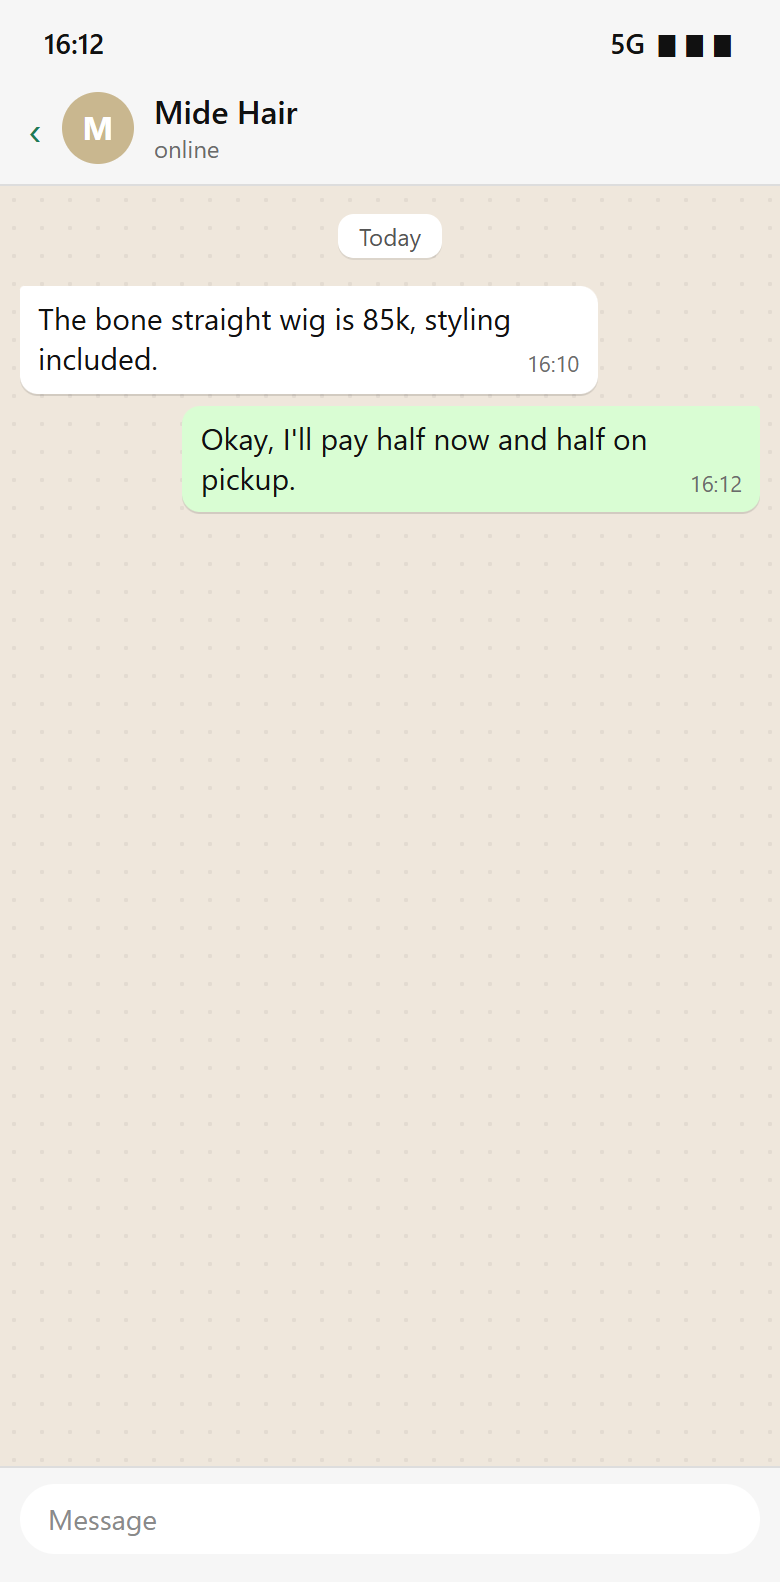 16:12
5G
‹
M
Mide Hair
online
Today
The bone straight wig is 85k, styling
included.
16:10
Okay, I'll pay half now and half on
pickup.
16:12
Message